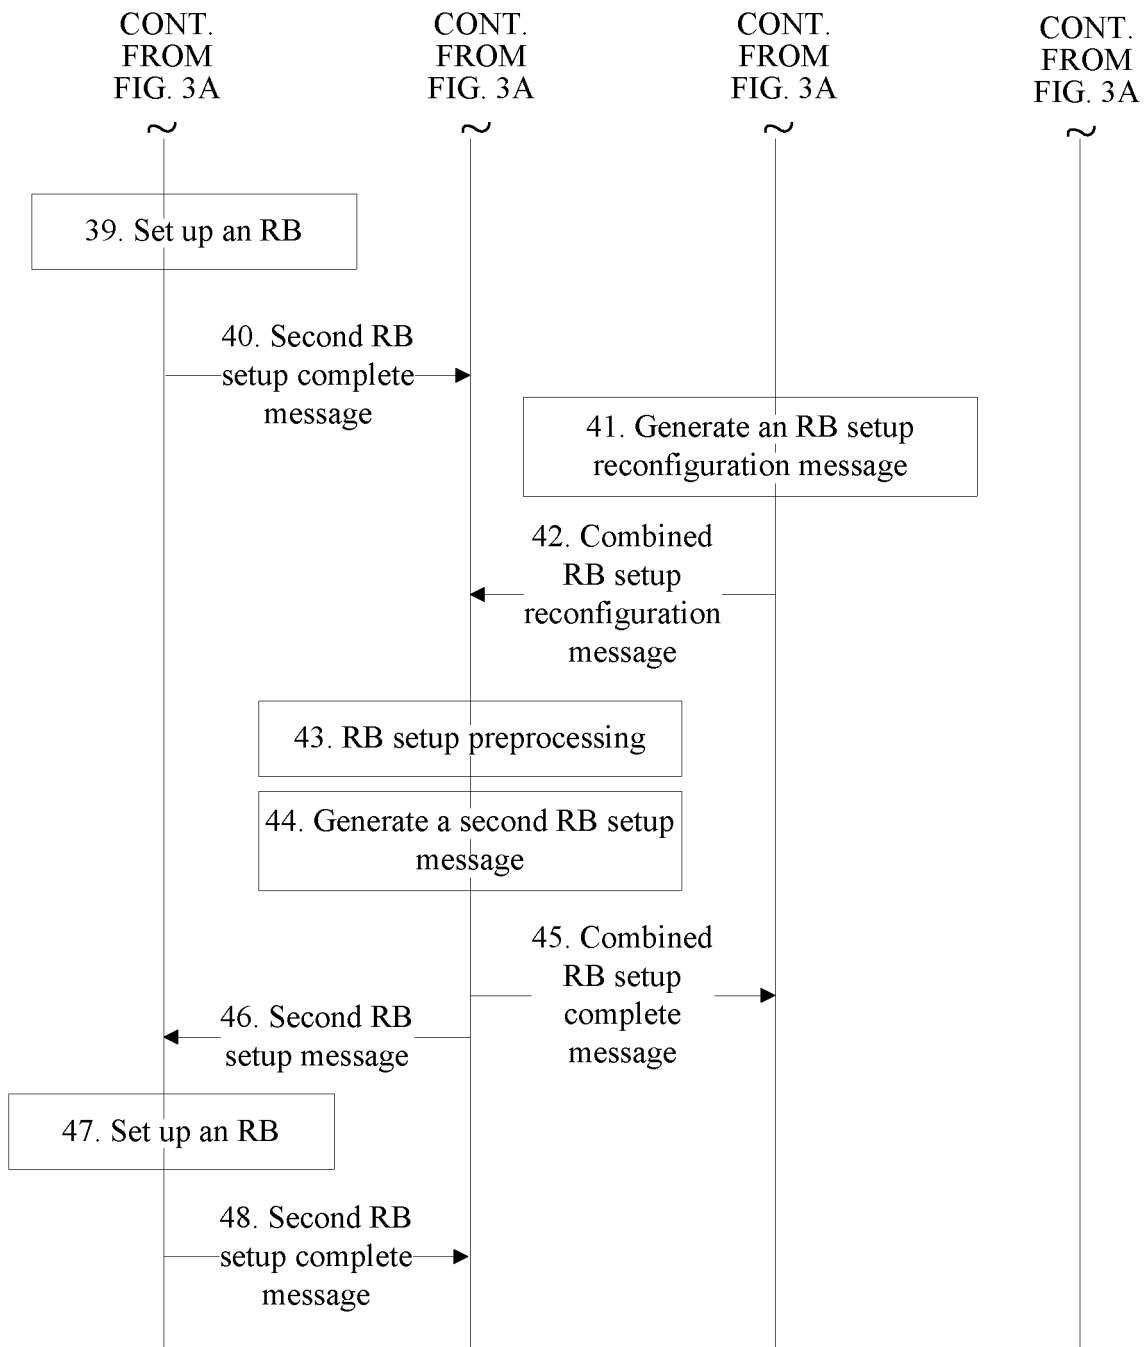 CONT.
FROM
FIG. 3A
CONT.
FROM
FIG. 3A
CONT.
FROM
FIG. 3A
CONT.
FROM
FIG. 3A
39. Set up an RB
40. Second RB
setup complete
message
41. Generate an RB setup
reconfiguration message
42. Combined
RB setup
reconfiguration
message
43. RB setup preprocessing
44. Generate a second RB setup
message
45. Combined
RB setup
complete
message
46. Second RB
setup message
47. Set up an RB
48. Second RB
setup complete
message